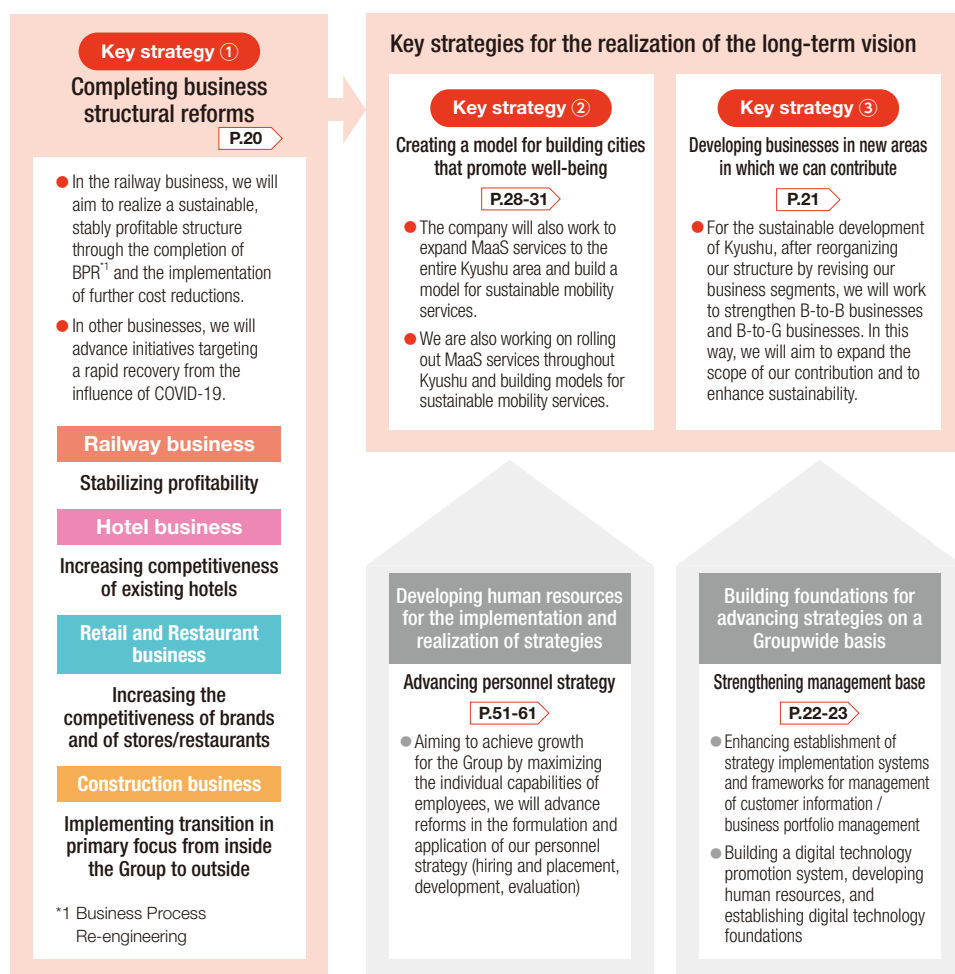 Key strategy ①
Completing business
structural reforms
P.20
● In the railway business, we will
aim to realize a sustainable,
stably profitable structure
through the completion of
BPR*1 and the implementation
of further cost reductions.
● In other businesses, we will
advance initiatives targeting
a rapid recovery from the
influence of COVID-19.
Railway business
Stabilizing profitability
Hotel business
Increasing competitiveness
of existing hotels
Retail and Restaurant
business
Increasing the
competitiveness of brands
and of stores/restaurants
Construction business
Implementing transition in
primary focus from inside
the Group to outside
*1 Business Process
Re-engineering
Key strategies for the realization of the long-term vision
Key strategy ②
Creating a model for building cities
that promote well-being
P.28-31
● The company will also work to
expand MaaS services to the
entire Kyushu area and build a
model for sustainable mobility
services.
● We are also working on rolling
out MaaS services throughout
Kyushu and building models for
sustainable mobility services.
Key strategy ③
Developing businesses in new areas
in which we can contribute
P.21
● For the sustainable development
of Kyushu, after reorganizing
our structure by revising our
business segments, we will work
to strengthen B-to-B businesses
and B-to-G businesses. In this
way, we will aim to expand the
scope of our contribution and to
enhance sustainability.
Developing human resources
for the implementation and
realization of strategies
Advancing personnel strategy
P.51-61
● Aiming to achieve growth
for the Group by maximizing
the individual capabilities of
employees, we will advance
reforms in the formulation and
application of our personnel
strategy (hiring and placement,
development, evaluation)
Building foundations for
advancing strategies on a
Groupwide basis
Strengthening management base
P.22-23
● Enhancing establishment of
strategy implementation systems
and frameworks for management
of customer information /
business portfolio management
● Building a digital technology
promotion system, developing
human resources, and
establishing digital technology
foundations